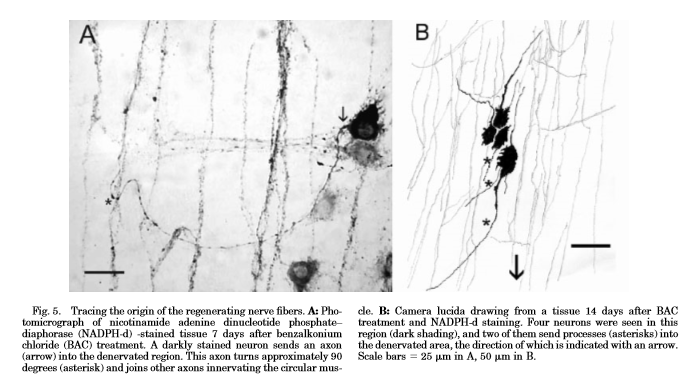 A
B
*
*
*
*
Fig. 5. Tracing the origin of the regenerating nerve fibers. A: Pho-
tomicrograph of nicotinamide adenine dinucleotide phosphate–
diaphorase (NADPH-d) -stained tissue 7 days after benzalkonium
chloride (BAC) treatment. A darkly stained neuron sends an axon
(arrow) into the denervated region. This axon turns approximately 90
degrees (asterisk) and joins other axons innervating the circular mus-
cle. B: Camera lucida drawing from a tissue 14 days after BAC
treatment and NADPH-d staining. Four neurons were seen in this
region (dark shading), and two of them send processes (asterisks) into
the denervated area, the direction of which is indicated with an arrow.
Scale bars = 25 μm in A, 50 μm in B.